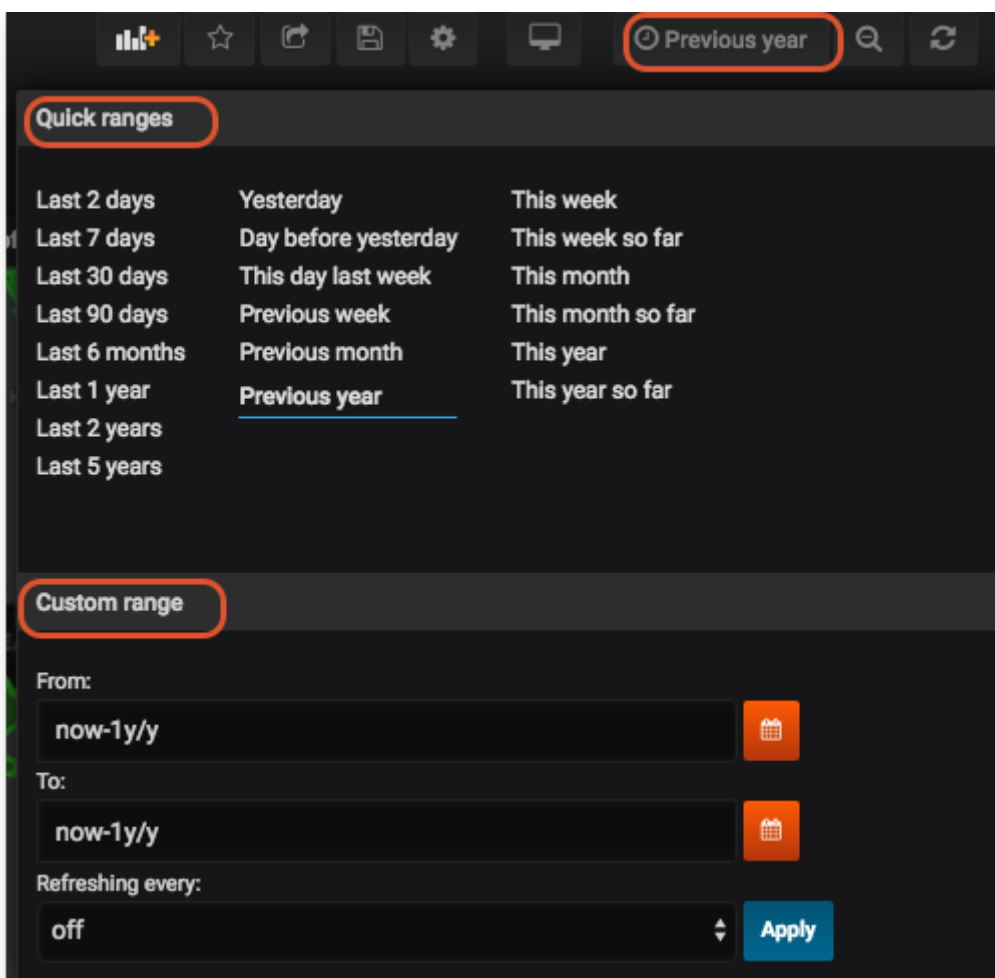 Previous year
Quick ranges
Last 2 days
Last 7 days
Last 30 days
Last 90 days
Last 6 months
Last 1 year
Last 2 years
Last 5 years
Yesterday
Day before yesterday
This day last week
Previous week
Previous month
Previous year
This week
This week so far
This month
This month so far
This year
This year so far
Custom range
From:
now-1y/y
To:
now-1y/y
Refreshing every:
off
Apply